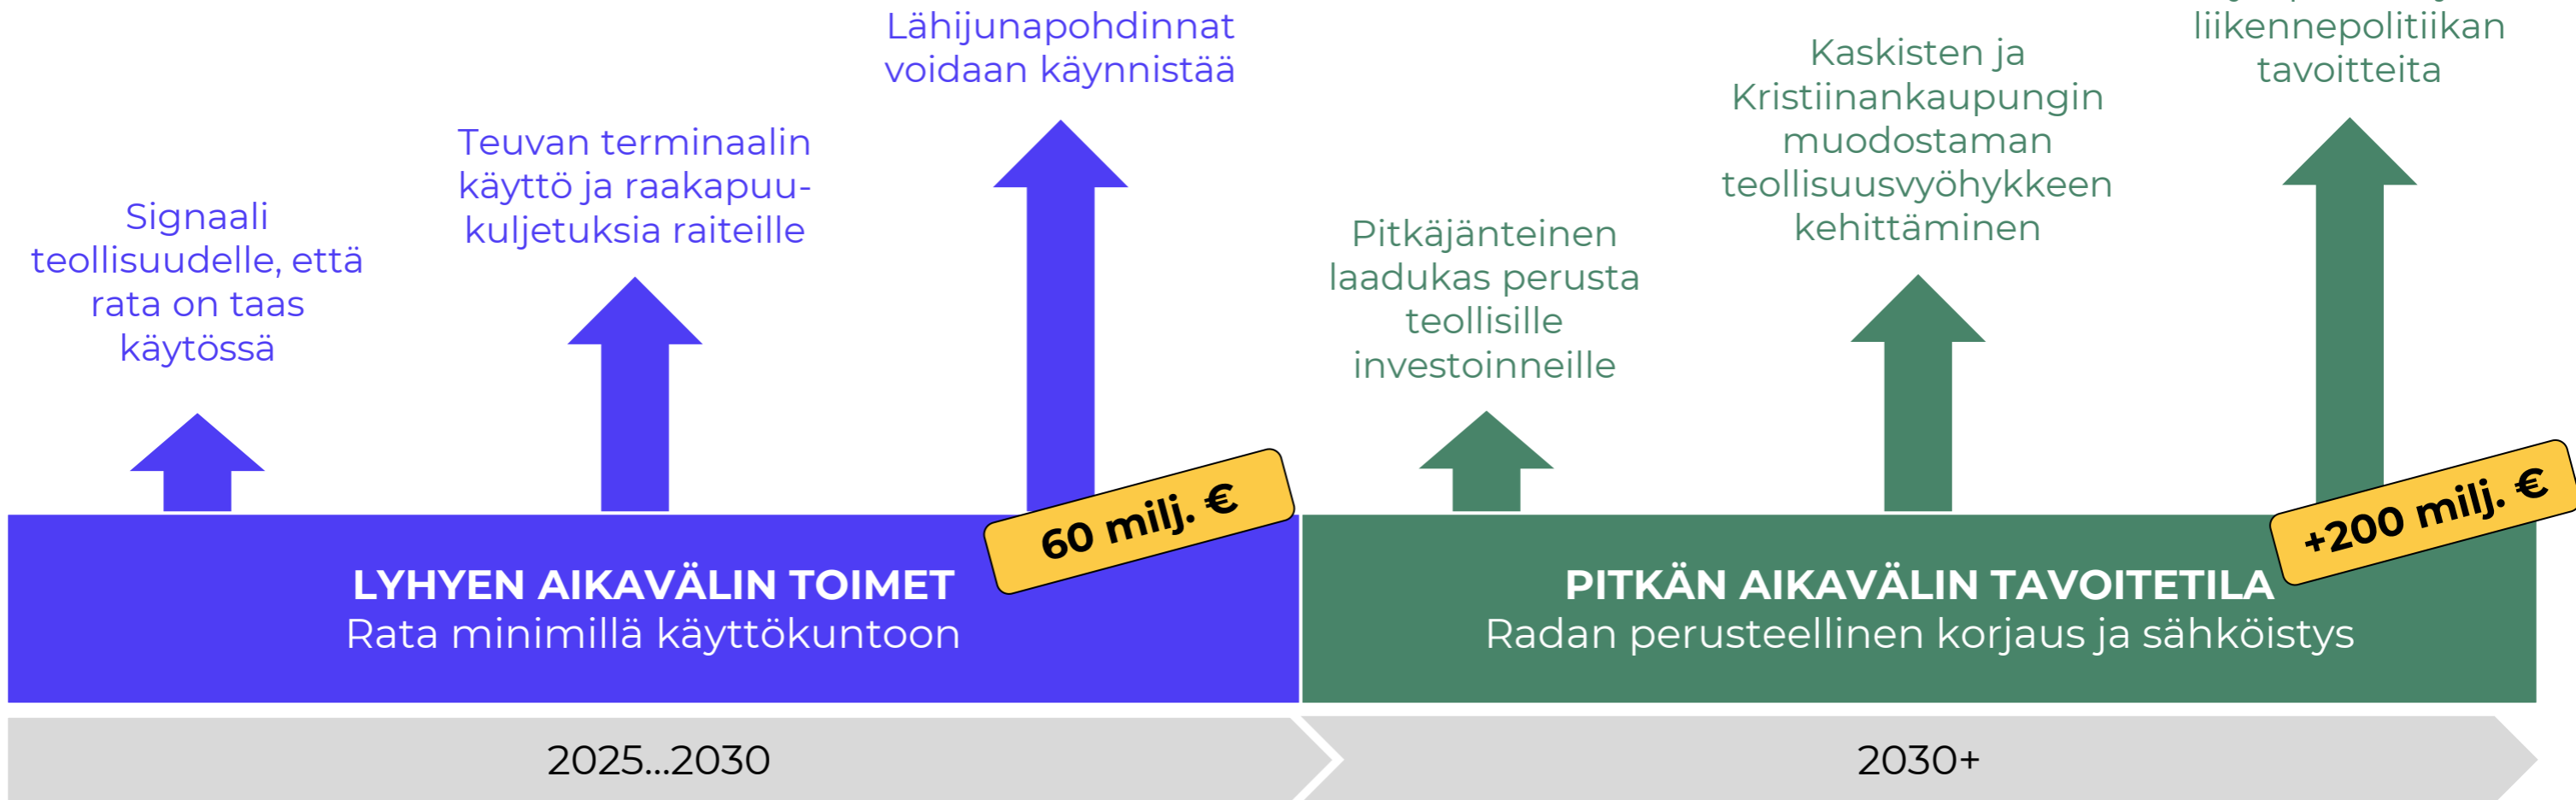 Lähijunapohdinnat
voidaan käynnistää
Teuvan terminaalin
käyttö ja raakapuu-
kuljetuksia raiteille
Signaali
teollisuudelle, että
rata on taas
käytössä
liikennepolitiikan
tavoitteita
Kaskisten ja
Kristiinankaupungin
muodostaman
teollisuusvyöhykkeen
kehittäminen
Pitkäjänteinen
laadukas perusta
teollisille
investoinneille
60 milj. €
+200 milj. €
LYHYEN AIKAVÄLIN TOIMET
Rata minimillä käyttökuntoon
PITKÄN AIKAVÄLIN TAVOITETILA
Radan perusteellinen korjaus ja sähköistys
2025...2030
2030+